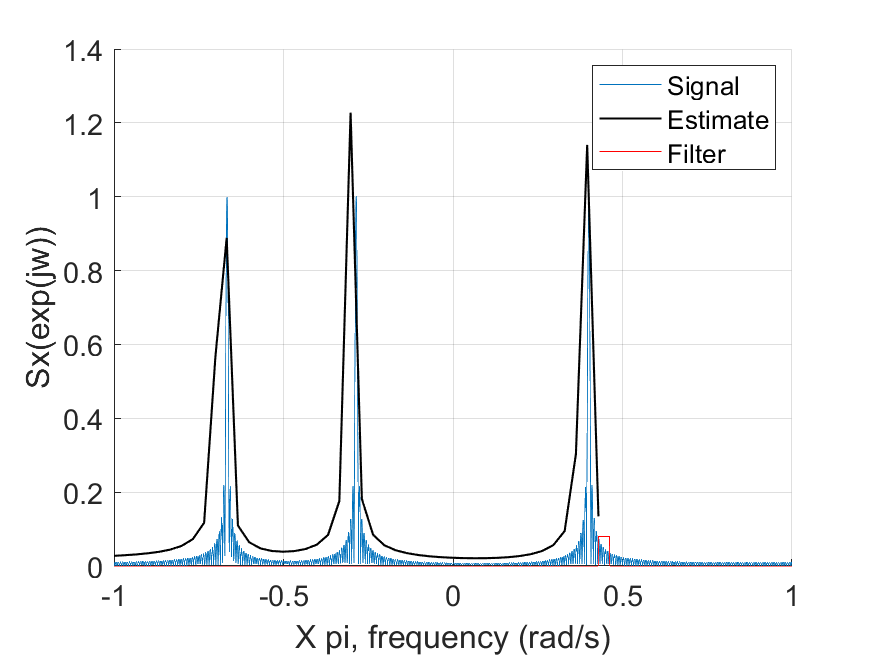 1.4
1.2
1
0.8
0.6
0.4
0.2
0
Sx(exp(jw))
Signal
Estimate
Filter
-1
-0.5
0
0.5
1
X pi, frequency (rad/s)